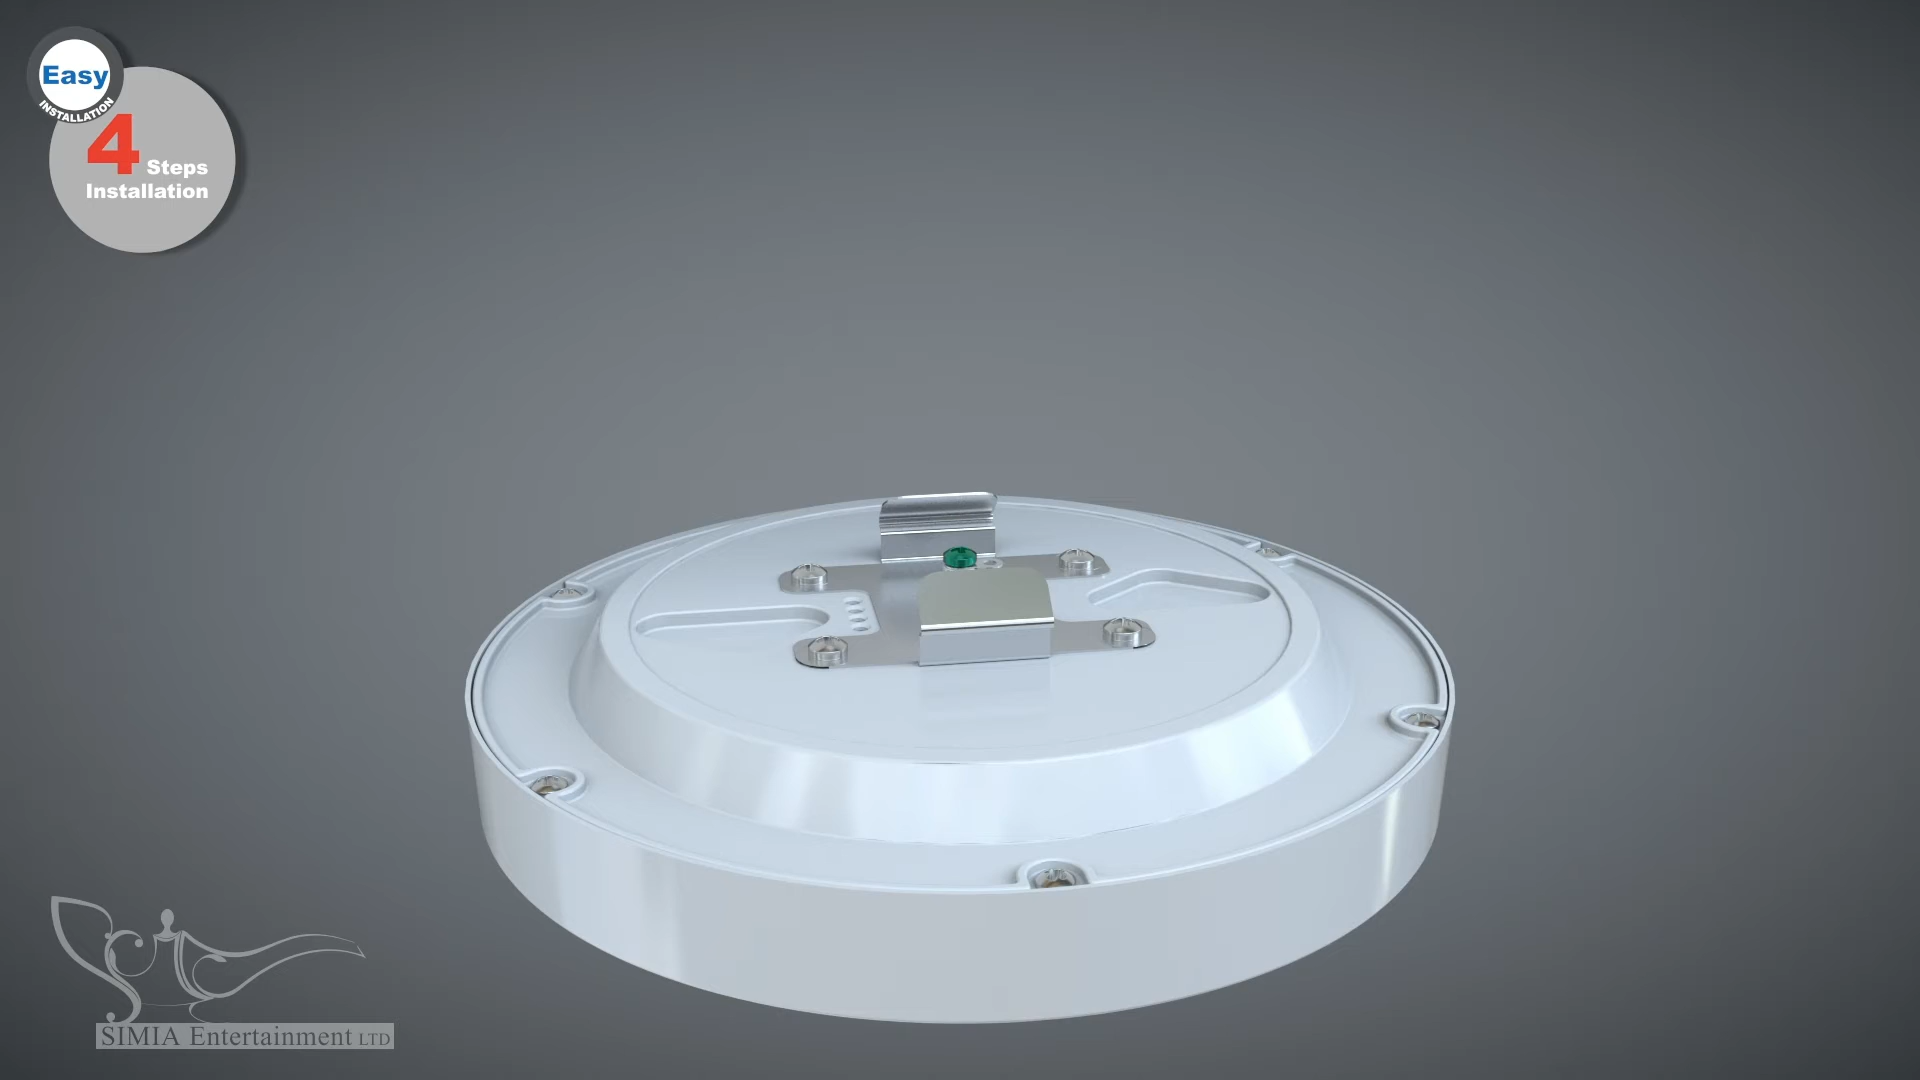 Easy
INSTALLATION
4 Steps
Installation
SIMIA Entertainment LTD